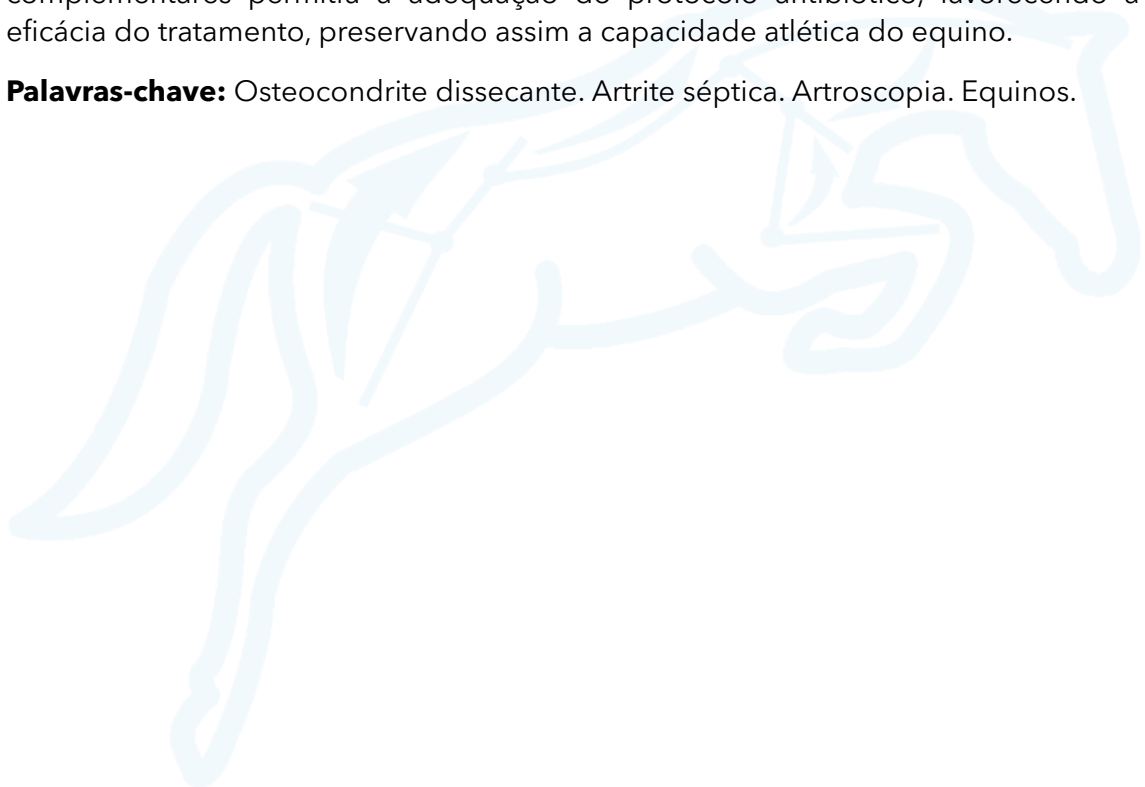 complementares permitiu a adequação do protocolo antibiótico, favorecendo a
eficácia do tratamento, preservando assim a capacidade atlética do equino.
Palavras-chave: Osteocondrite dissecante. Artrite séptica. Artroscopia. Equinos.